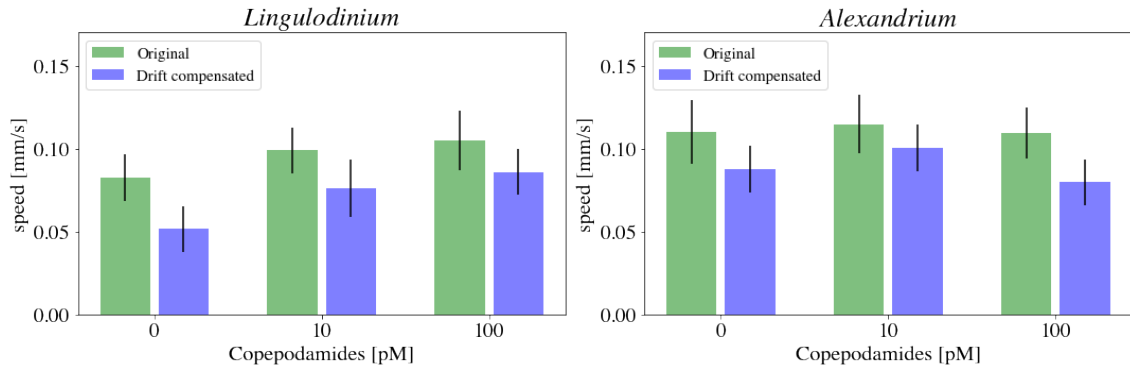 Lingulodinium
Original
Drift compensated
0.15
0.10
0.05
0.00
speed [mm/s]
0
10
100
Copepodamides [pM]
Alexandrium
Original
Drift compensated
0.15
0.10
0.05
0.00
speed [mm/s]
0
10
100
Copepodamides [pM]